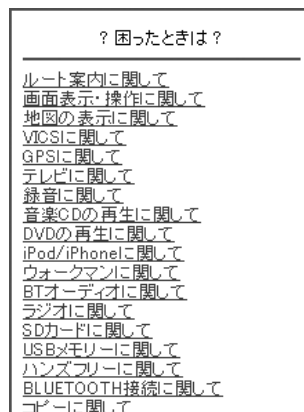 ? 困ったときは ?
ルート案内に関して
画面表示・操作に関して
地図の表示に関して
VICSに関して
GPSに関して
テレビに関して
録音に関して
音楽CDの再生に関して
DVDの再生に関して
iPod/iPhoneに関して
ウォークマンに関して
BTオーディオに関して
ラジオに関して
SDカードに関して
USBメモリーに関して
ハンズフリーに関して
BLUETOOTH接続に関して
コピーに関して